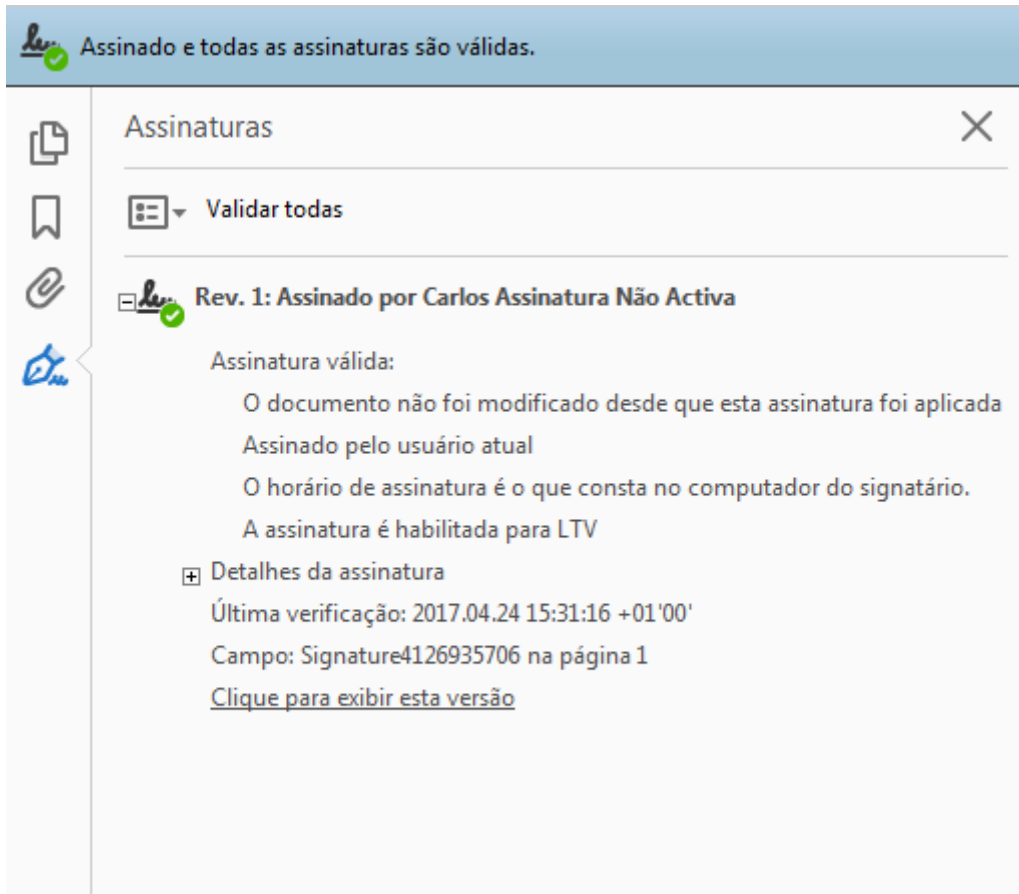 Assinado e todas as assinaturas são válidas.
Assinaturas
Validar todas
Rev. 1: Assinado por Carlos Assinatura Não Activa
Assinatura válida:
O documento não foi modificado desde que esta assinatura foi aplicada
Assinado pelo usuário atual
O horário de assinatura é o que consta no computador do signatário.
A assinatura é habilitada para LTV
Detalhes da assinatura
Última verificação: 2017.04.24 15:31:16 +01'00'
Campo: Signature4126935706 na página 1
Clique para exibir esta versão